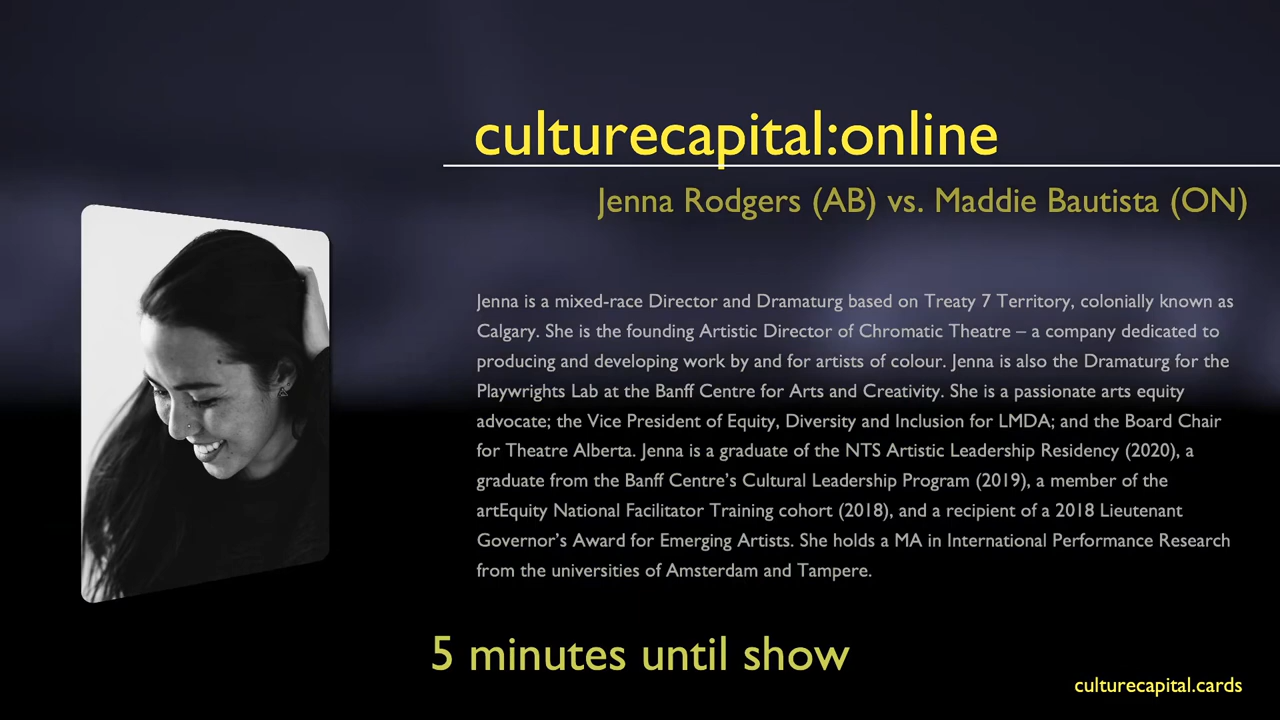 culturecapital:online
Jenna Rodgers (AB) vs. Maddie Bautista (ON)
Jenna is a mixed-race Director and Dramaturg based on Treaty 7 Territory, colonially known as
Calgary. She is the founding Artistic Director of Chromatic Theatre – a company dedicated to
producing and developing work by and for artists of colour. Jenna is also the Dramaturg for the
Playwrights Lab at the Banff Centre for Arts and Creativity. She is a passionate arts equity
advocate; the Vice President of Equity, Diversity and Inclusion for LMDA; and the Board Chair
for Theatre Alberta. Jenna is a graduate of the NTS Artistic Leadership Residency (2020), a
graduate from the Banff Centre’s Cultural Leadership Program (2019), a member of the
artEquity National Facilitator Training cohort (2018), and a recipient of a 2018 Lieutenant
Governor’s Award for Emerging Artists. She holds a MA in International Performance Research
from the universities of Amsterdam and Tampere.
5 minutes until show
culturecapital.cards